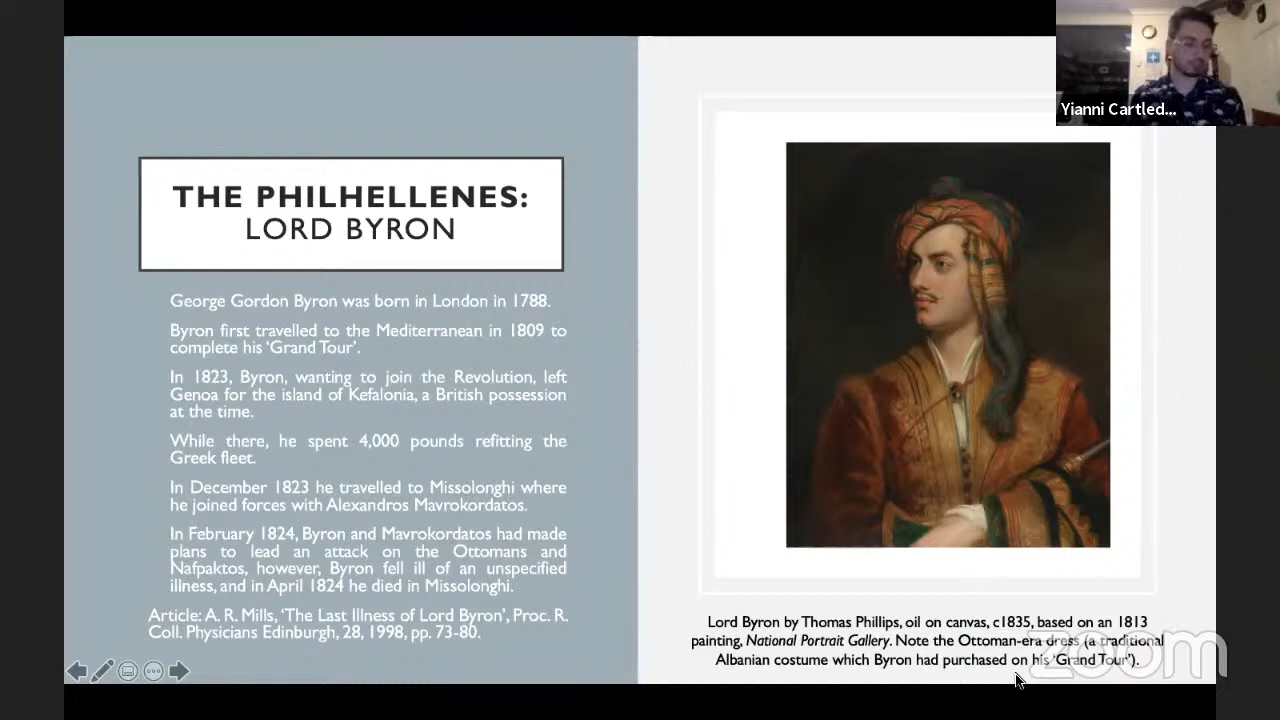 THE PHILHELLENES:
LORD BYRON
George Gordon Byron was born in London in 1788.
Byron first travelled to the Mediterranean in 1809 to
complete his ‘Grand Tour’.
In 1823, Byron, wanting to join the Revolution, left
Genoa for the island of Kefalonia, a British possession
at the time.
While there, he spent 4,000 pounds refitting the
Greek fleet.
In December 1823 he travelled to Missolonghi where
he joined forces with Alexandros Mavrokordatos.
In February 1824, Byron and Mavrokordatos had made
plans to lead an attack on the Ottomans and
Nafpaktos, however, Byron fell ill of an unspecified
illness, and in April 1824 he died in Missolonghi.
Article: A. R. Mills, ‘The Last Illness of Lord Byron’, Proc. R.
Coll. Physicians Edinburgh, 28, 1998, pp. 73-80.
Yianni Cartled...
Lord Byron by Thomas Phillips, oil on canvas, c1835, based on an 1813
painting, National Portrait Gallery. Note the Ottoman-era dress (a traditional
Albanian costume which Byron had purchased on his ‘Grand Tour’).
zoom